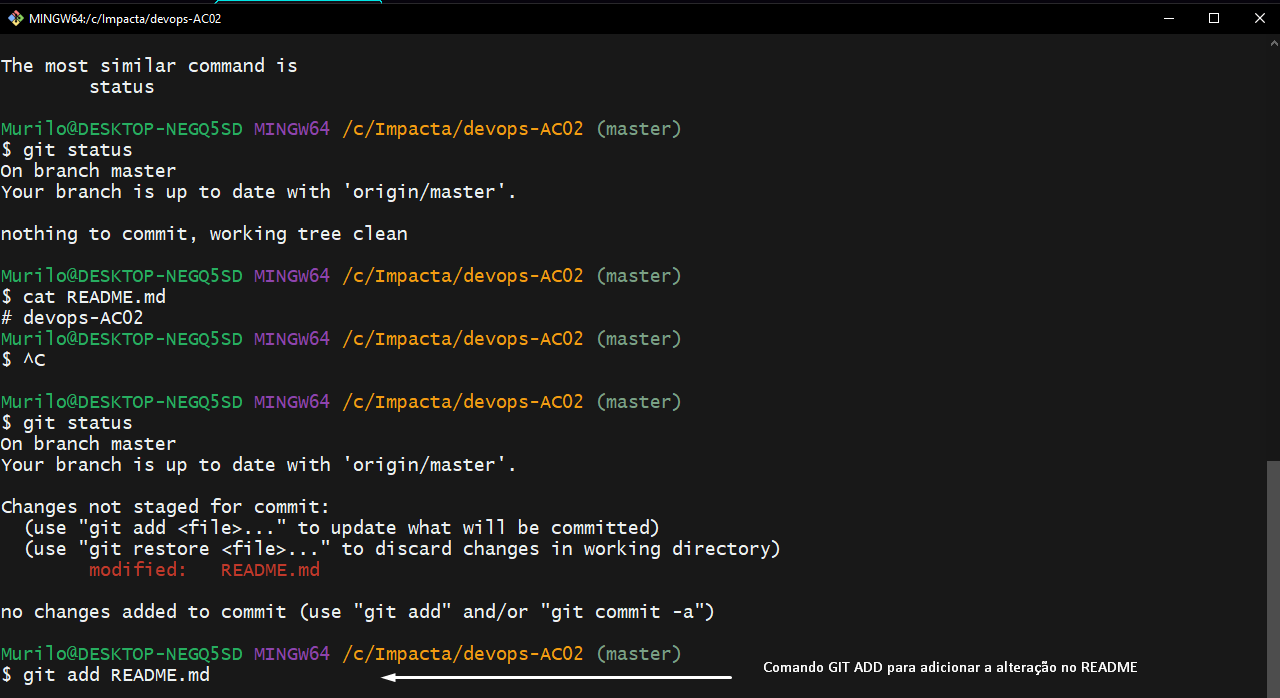 MINGW64:/c/Impacta/devops-AC02
The most similar command is
status
Murilo@DESKTOP-NEGQ5SD MINGW64 /c/Impacta/devops-AC02 (master)
$ git status
On branch master
Your branch is up to date with 'origin/master'.
nothing to commit, working tree clean
Murilo@DESKTOP-NEGQ5SD MINGW64 /c/Impacta/devops-AC02 (master)
$ cat README.md
# devops-AC02
Murilo@DESKTOP-NEGQ5SD MINGW64 /c/Impacta/devops-AC02 (master)
$ ^C
Murilo@DESKTOP-NEGQ5SD MINGW64 /c/Impacta/devops-AC02 (master)
$ git status
On branch master
Your branch is up to date with 'origin/master'.
Changes not staged for commit:
(use "git add <file>..." to update what will be committed)
(use "git restore <file>..." to discard changes in working directory)
modified: README.md
no changes added to commit (use "git add" and/or "git commit -a")
Murilo@DESKTOP-NEGQ5SD MINGW64 /c/Impacta/devops-AC02 (master)
$ git add README.md
Comando GIT ADD para adicionar a alteração no README